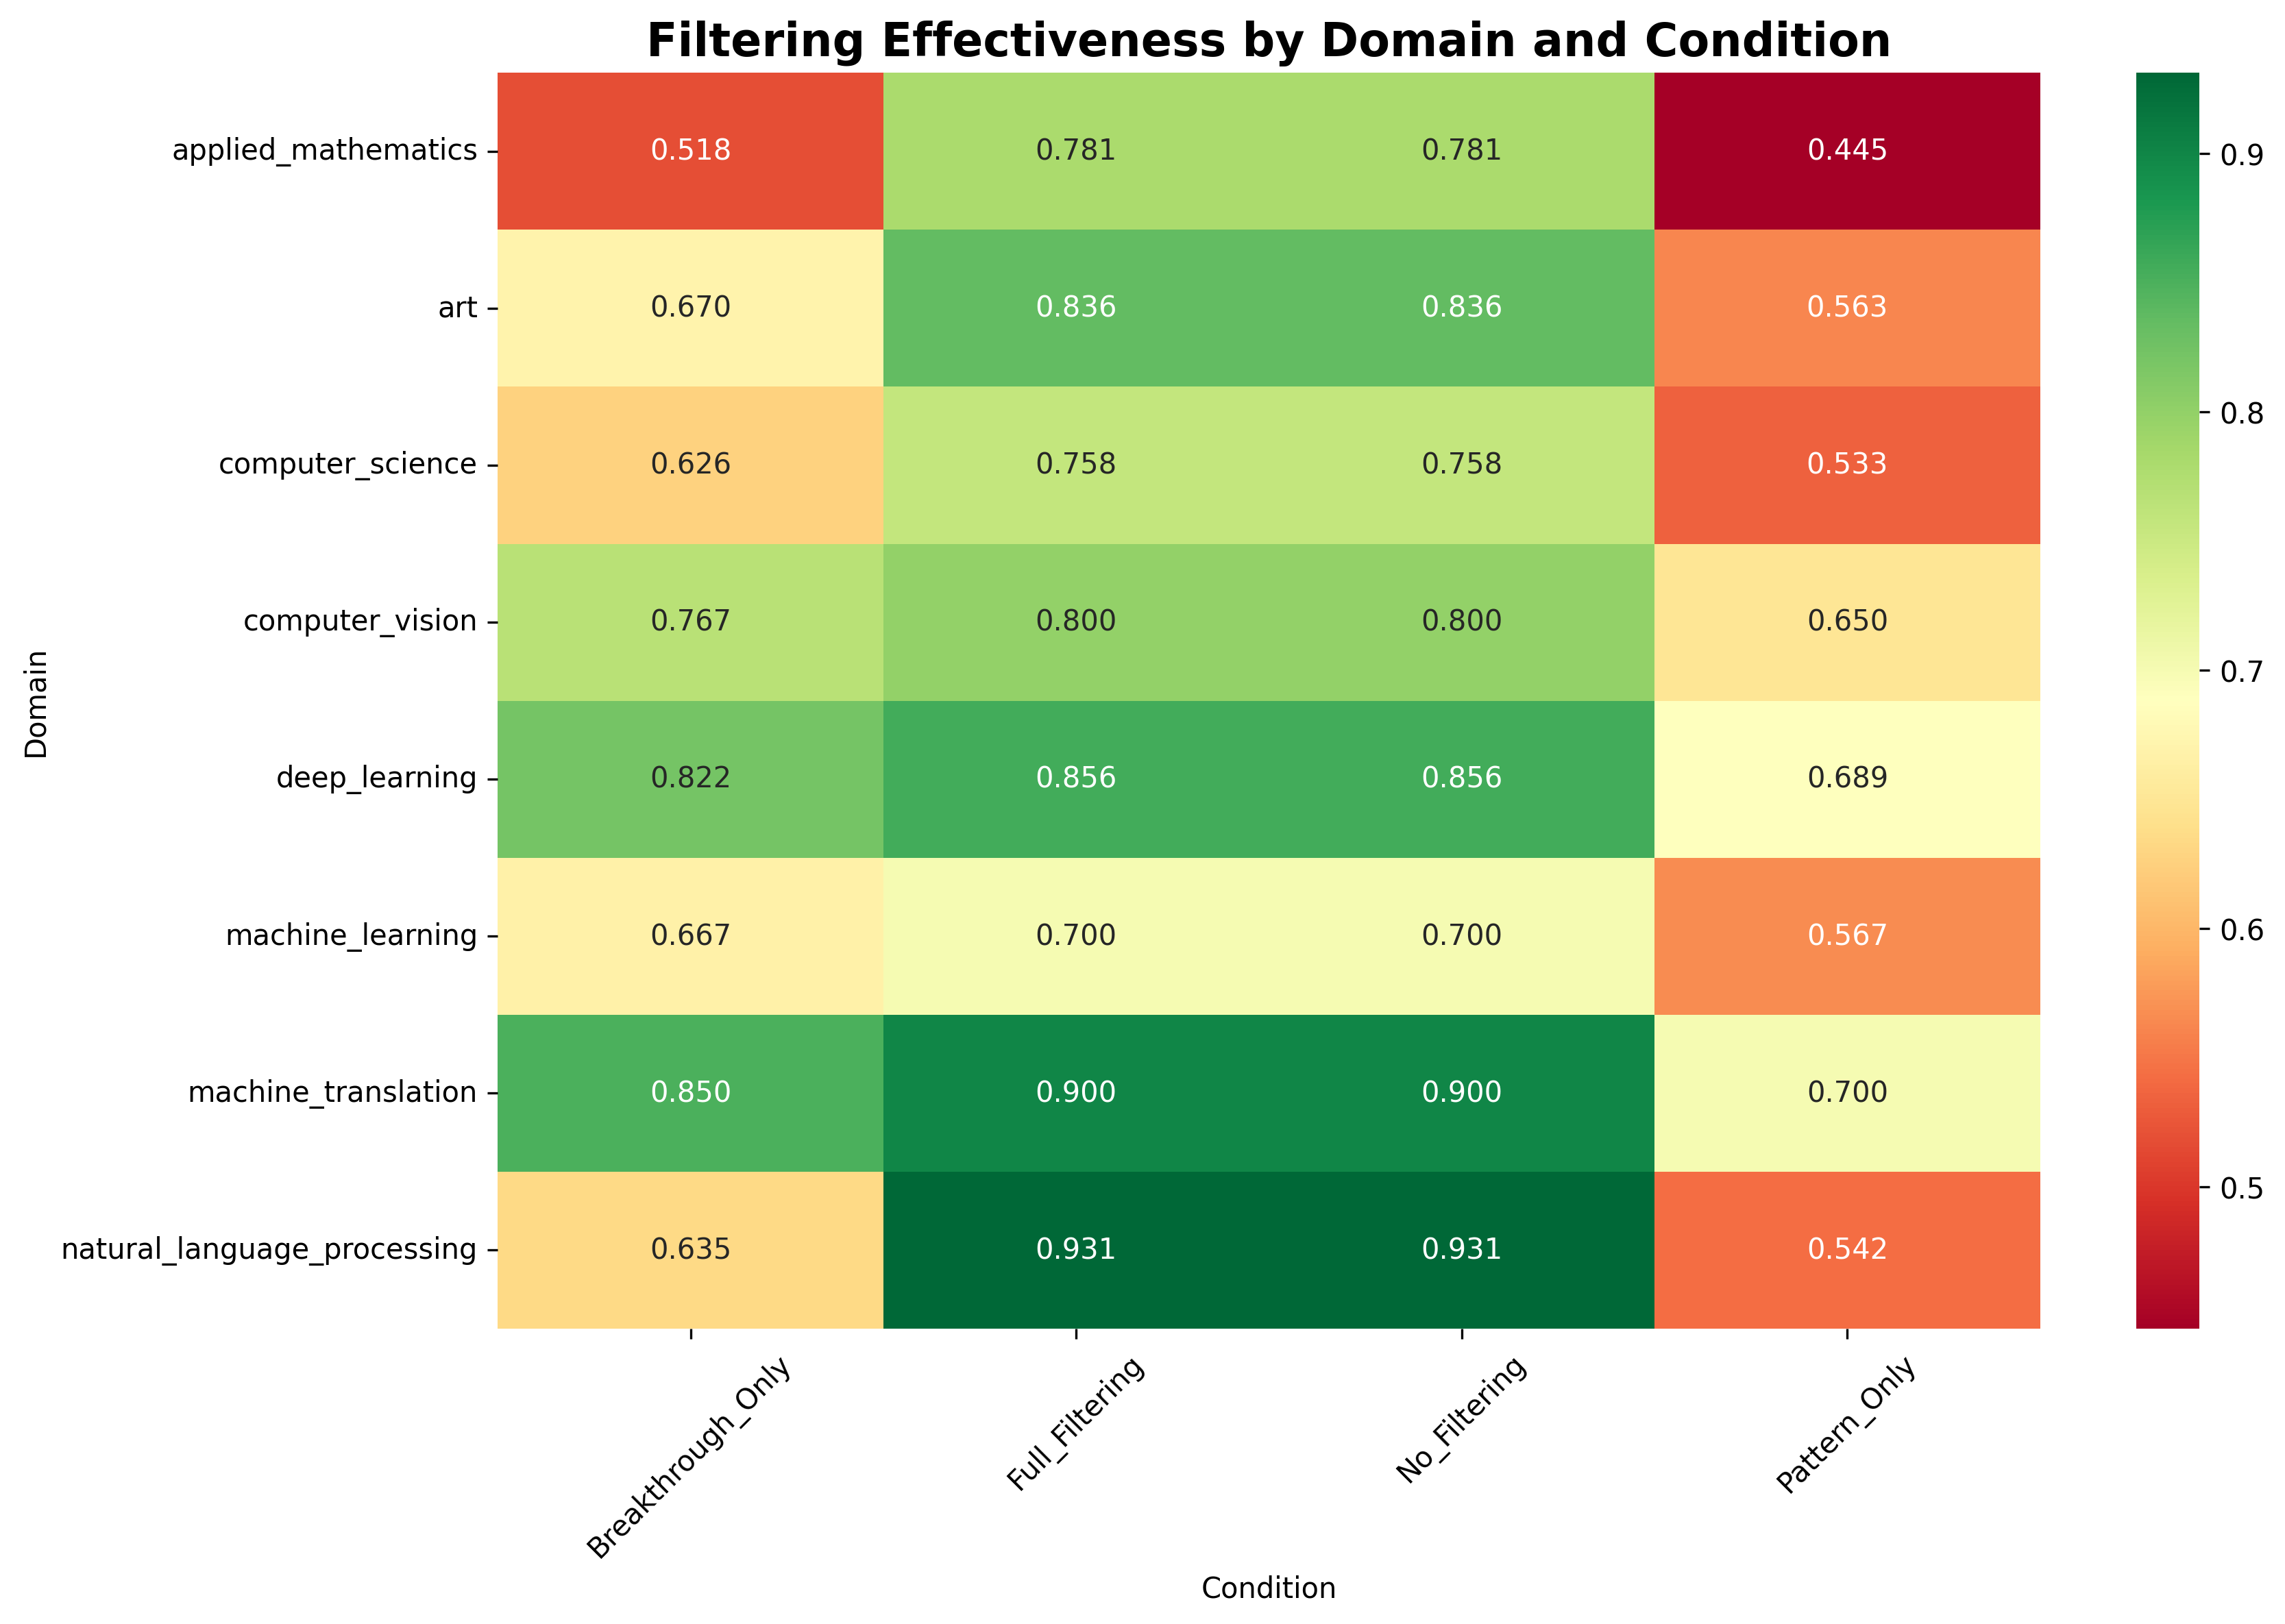 Filtering Effectiveness by Domain and Condition
applied_mathematics 0.518 0.781 0.781 0.445
art 0.670 0.836 0.836 0.563
computer_science 0.626 0.758 0.758 0.533
computer_vision 0.767 0.800 0.800 0.650
deep_learning 0.822 0.856 0.856 0.689
machine_learning 0.667 0.700 0.700 0.567
machine_translation 0.850 0.900 0.900 0.700
natural_language_processing 0.635 0.931 0.931 0.542
Domain
Breakthrough_Only Full_Filtering No_Filtering Pattern_Only
Condition
0.9
0.8
0.7
0.6
0.5